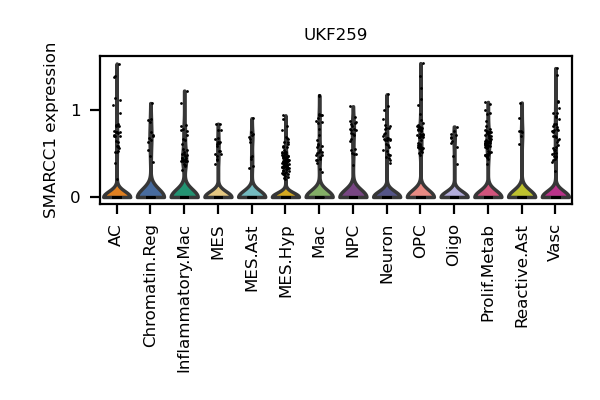 UKF259
SMARCC1 expression
1
0
AC
Chromatin.Reg
Inflammatory.Mac
MES
MES.Ast
MES.Hyp
Mac
NPC
Neuron
OPC
Oligo
Prolif.Metab
Reactive.Ast
Vasc